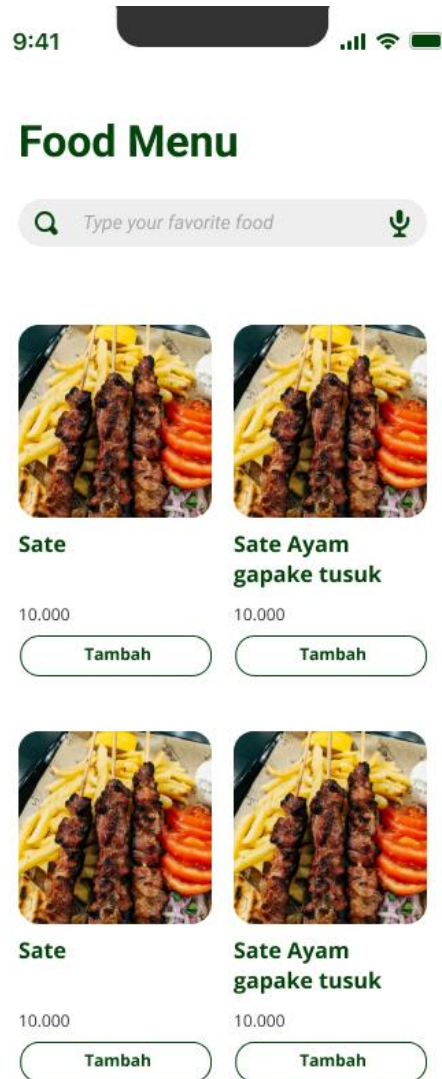 9:41
Food Menu
Type your favorite food
Sate
Sate Ayam
gapake tusuk
10.000
10.000
Tambah
Tambah
Sate
Sate Ayam
gapake tusuk
10.000
10.000
Tambah
Tambah